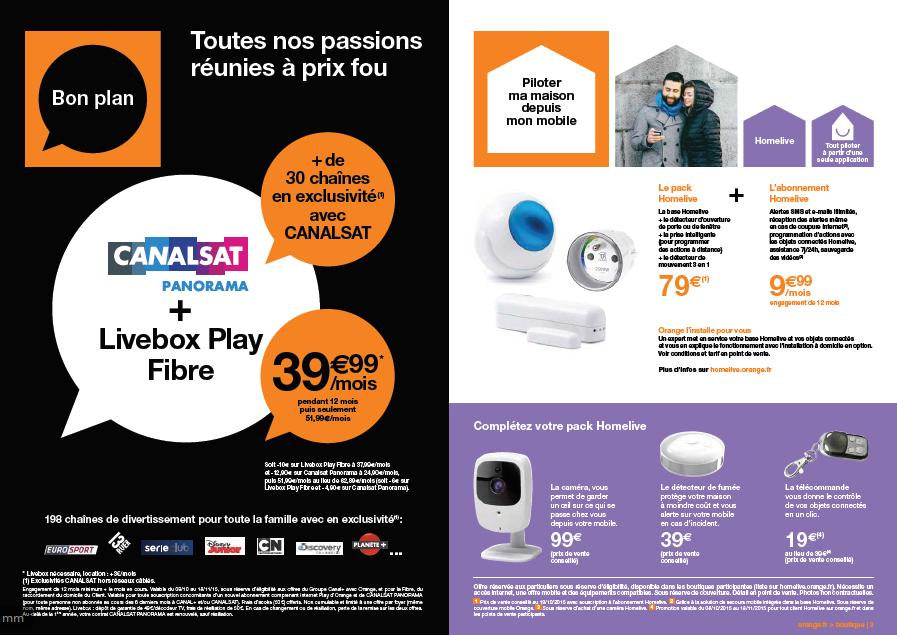 Toutes nos passions
réunies à prix fou
Bon plan
+ de
30 chaînes
en exclusivité(1)
avec
CANALSAT
CANALSAT
PANORAMA
+
Livebox Play
Fibre
39€99*
/mois
pendant 12 mois
puis seulement
51,99€/mois
Soit -10€ sur Livebox Play Fibre à 37,99€/mois
et -12,90€ sur Canalsat Panorama à 24,90€/mois,
puis 51,99€/mois au lieu de 62,89€/mois (soit -6€ sur
Livebox Play Fibre et - 4,90€ sur Canalsat Panorama).
198 chaînes de divertissement pour toute la famille avec en exclusivité(1) :
EUROSPORT
13EME RUE
serie club
Disney Junior
CN
Discovery
PLANETE+
...
* Livebox nécessaire, location : +3€/mois
(1) Exclusivités CANALSAT hors réseaux câblés.
mm
Piloter
ma maison
depuis
mon mobile
Homelive
Tout piloter
à partir d'une
seule application
Le pack
Homelive
La base Homelive
+ le détecteur d'ouverture
de porte ou de fenêtre
+ la prise intelligente
(pour programmer
des actions à distance)
+ le détecteur de
mouvement 3 en 1
79€(1)
+
L'abonnement
Homelive
Alertes SMS et e-mails illimités,
réception des alertes même
en cas de coupure internet(2),
programmation d'actions avec
les objets connectés Homelive,
assistance 7j/24h, sauvegarde
des vidéos(3)
9€99
/mois
engagement de 12 mois
Orange l'installe pour vous
Un expert met en service votre base Homelive et vos objets connectés
et vous en explique le fonctionnement avec l'installation à domicile en option.
Voir conditions et tarif en point de vente.
Plus d'infos sur homelive.orange.fr
Complétez votre pack Homelive
La caméra, vous
permet de garder
un œil sur ce qui se
passe chez vous
depuis votre mobile.
99€
(prix de vente
conseillé)
Le détecteur de fumée
protège votre maison
à moindre coût et vous
alerte sur votre mobile
en cas d'incident.
39€
(prix de vente
conseillé)
La télécommande
vous donne le contrôle
de vos objets connectés
en un clic.
19€(4)
au lieu de 39€(4)
(prix de vente conseillé)
Offre réservée aux particuliers sous réserve d'éligibilité, disponible dans les boutiques participantes (liste sur homelive.orange.fr). Nécessite un
accès internet, une offre mobile et des équipements compatibles. Sous réserve de couverture. Détail en point de vente. Photos non contractuelles.
orange.fr > boutique | 3